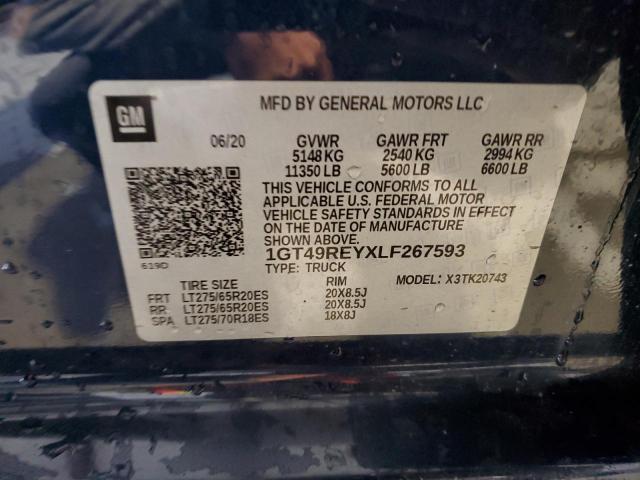 GM
MFD BY GENERAL MOTORS LLC
06/20 GVWR GAWR FRT GAWR RR
5148 KG 2540 KG 2994 KG
11350 LB 5600 LB 6600 LB
THIS VEHICLE CONFORMS TO ALL
APPLICABLE U.S. FEDERAL MOTOR
VEHICLE SAFETY STANDARDS IN EFFECT
ON THE DATE OF MANUFACTURE
SHOWN ABOVE.
619D
1GT49REYXLF267593
TYPE: TRUCK MODEL: X3TK20743
TIRE SIZE RIM
FRT LT275/65R20ES 20X8.5J
RR LT275/65R20ES 20X8.5J
SPA LT275/70R18ES 18X8J